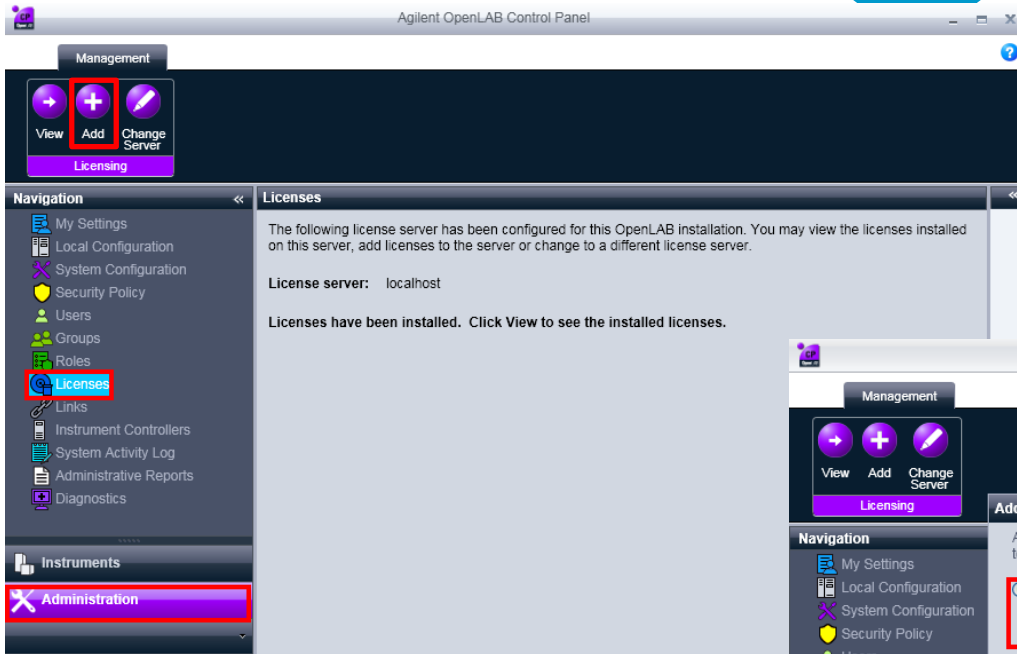 Agilent OpenLAB Control Panel
Management
View Add Change Server
Licensing
Navigation
My Settings
Local Configuration
System Configuration
Security Policy
Users
Groups
Roles
Licenses
Links
Instrument Controllers
System Activity Log
Administrative Reports
Diagnostics
Instruments
Administration
Licenses
The following license server has been configured for this OpenLAB installation. You may view the licenses installed
on this server, add licenses to the server or change to a different license server.
License server: localhost
Licenses have been installed. Click View to see the installed licenses.
Management
View Add Change Server
Licensing
Navigation
My Settings
Local Configuration
System Configuration
Security Policy